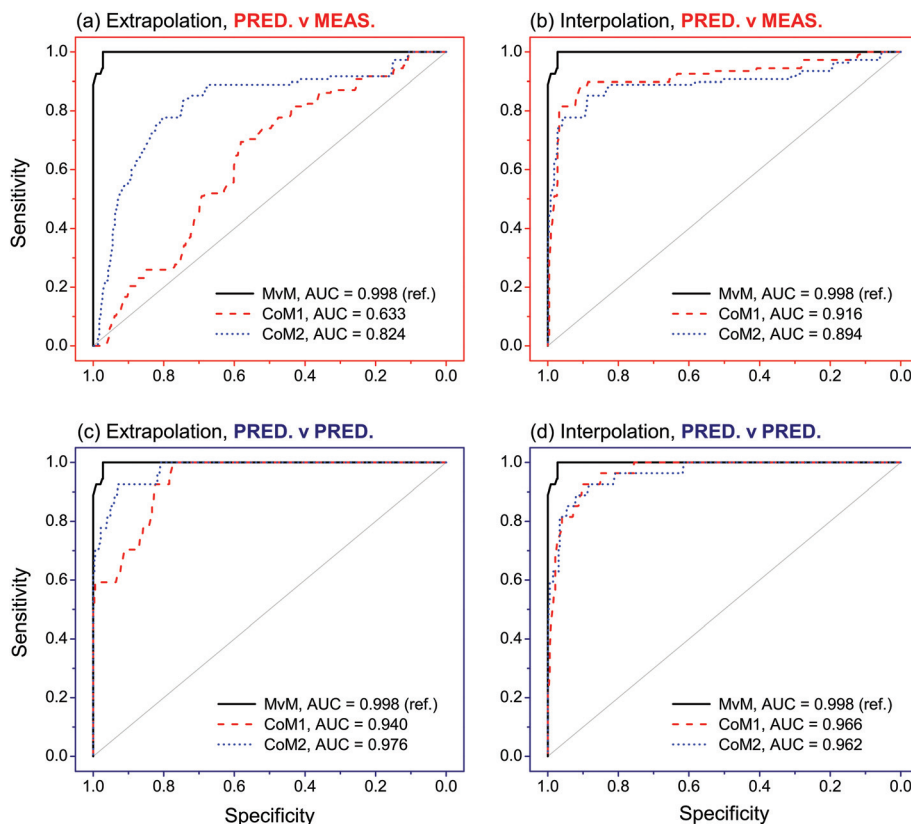 (a) Extrapolation, PRED. v MEAS.
(b) Interpolation, PRED. v MEAS.
1.0
0.8
0.6
0.4
0.2
0.0
Sensitivity
MvM, AUC = 0.998 (ref.)
CoM1, AUC = 0.633
CoM2, AUC = 0.824
1.0 0.8 0.6 0.4 0.2 0.0
1.0
0.8
0.6
0.4
0.2
0.0
MvM, AUC = 0.998 (ref.)
CoM1, AUC = 0.916
CoM2, AUC = 0.894
1.0 0.8 0.6 0.4 0.2 0.0
(c) Extrapolation, PRED. v PRED.
(d) Interpolation, PRED. v PRED.
1.0
0.8
0.6
0.4
0.2
0.0
Sensitivity
MvM, AUC = 0.998 (ref.)
CoM1, AUC = 0.940
CoM2, AUC = 0.976
1.0 0.8 0.6 0.4 0.2 0.0
Specificity
1.0
0.8
0.6
0.4
0.2
0.0
MvM, AUC = 0.998 (ref.)
CoM1, AUC = 0.966
CoM2, AUC = 0.962
1.0 0.8 0.6 0.4 0.2 0.0
Specificity